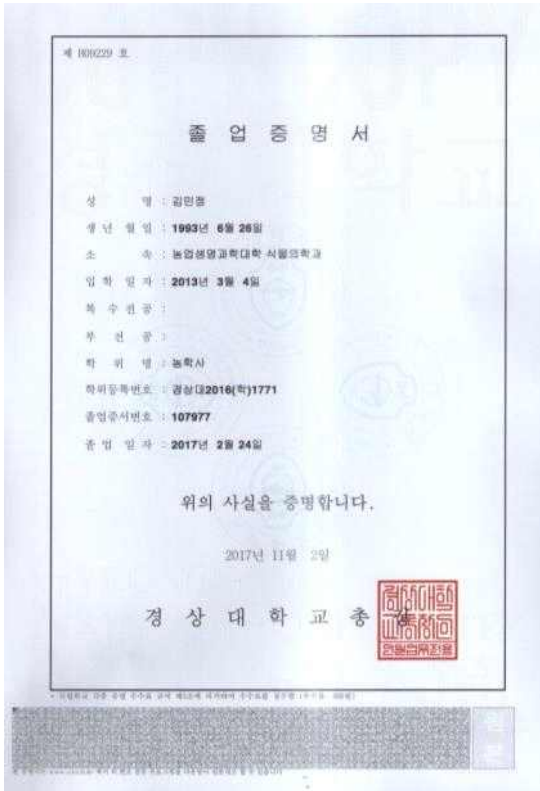 제 R09229 호
졸 업 증 명 서
성 명 : 김민정
생 년 월 일 : 1993년 6월 26일
소 속 : 농업생명과학대학 식물의학과
입 학 일 자 : 2013년 3월 4일
복 수 전 공 :
부 전 공 :
학 위 명 : 농학사
학위등록번호 : 경상대2016(학)1771
졸업증서번호 : 107977
졸 업 일 자 : 2017년 2월 24일
위의 사실을 증명합니다.
2017년 11월 2일
경 상 대 학 교 총 장